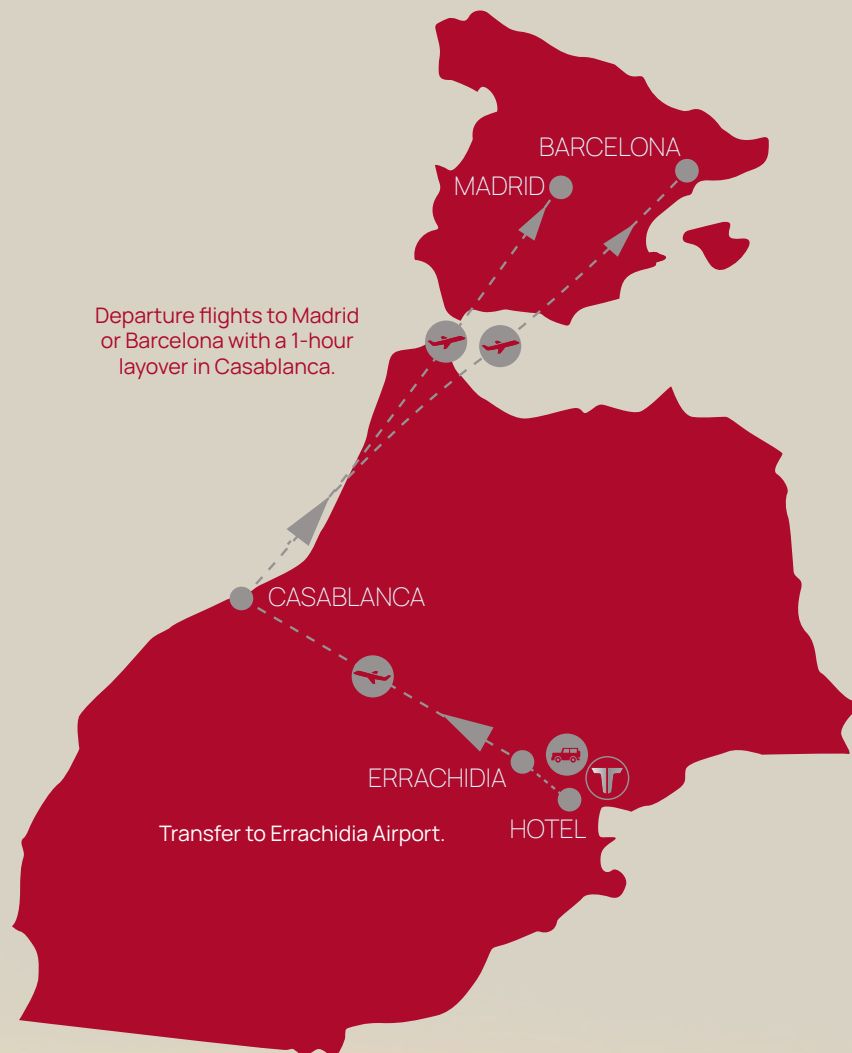 BARCELONA
MADRID
Departure flights to Madrid
or Barcelona with a 1-hour
layover in Casablanca.
CASABLANCA
ERRACHIDIA
HOTEL
Transfer to Errachidia Airport.